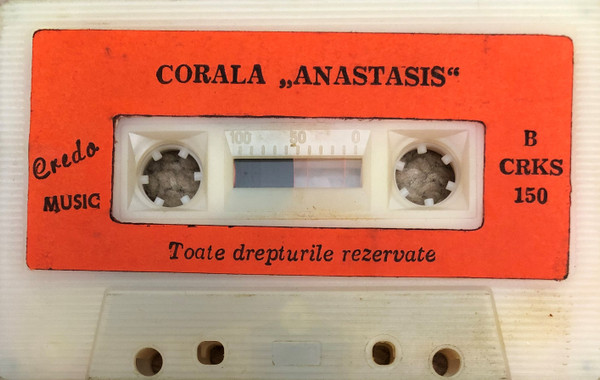 CORALA „ANASTASIS“
Credo
MUSIC
100 50 0
B
CRKS
150
Toate drepturile rezervate